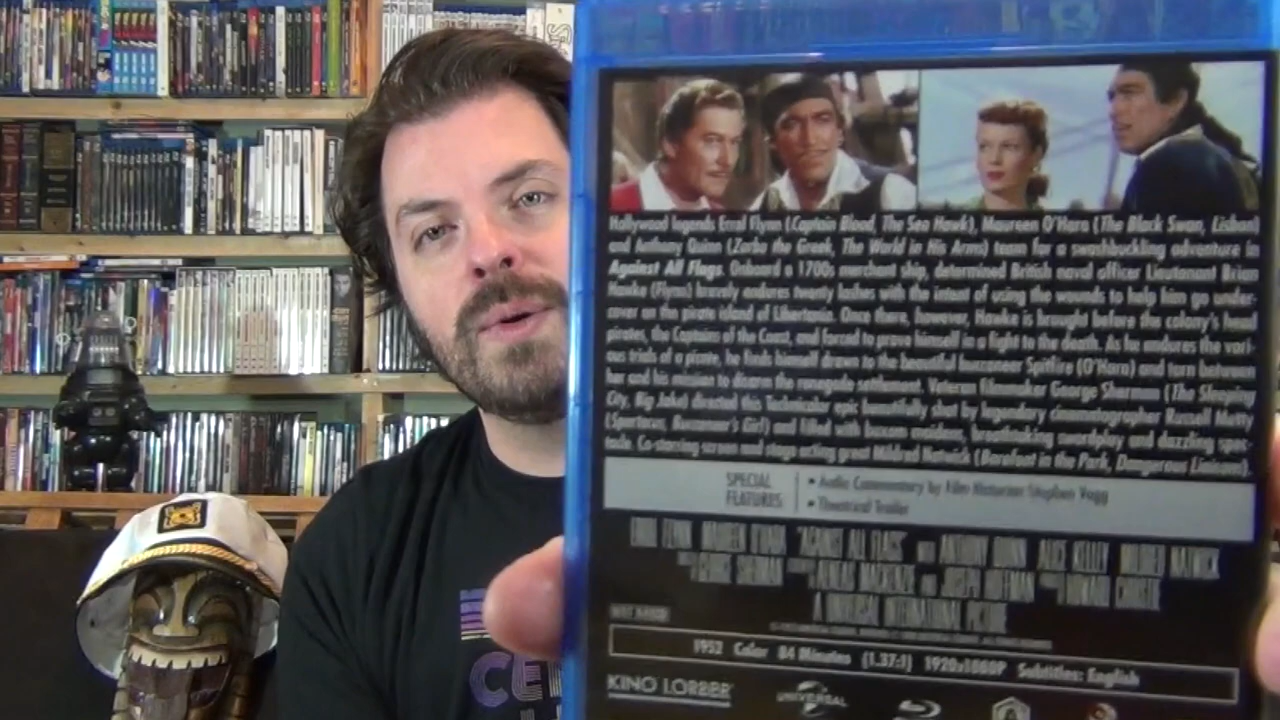 Hollywood legends Errol Flynn (Captain Blood, The Sea Hawk), Maureen O'Hara (The Black Swan, Lisbon)
and Anthony Quinn (Zorba the Greek, The World in His Arms) team for a swashbuckling adventure in
Against All Flags. Onboard a 1700s merchant ship, determined British naval officer Lieutenant Brian
Hawke (Flynn) bravely endures twenty lashes with the intent of using the wounds to help him go under-
cover on the pirate island of Libertatia. Once there, however, Hawke is brought before the colony's head
pirates, the Captains of the Coast, and forced to prove himself in a fight to the death. As he endures the vari-
ous trials of a pirate, he finds himself drawn to the beautiful buccaneer Spitfire (O'Hara) and torn between
her and his mission to disarm the renegade settlement. Veteran filmmaker George Sherman (The Sleeping
City, Big Jake) directed this Technicolor epic beautifully shot by legendary cinematographer Russell Metty
(Spartacus, Buccaneer's Girl) and filled with buxom maidens, breathtaking swordplay and dazzling spec-
tacle. Co-starring screen and stage acting great Mildred Natwick (Barefoot in the Park, Dangerous Liaisons).
SPECIAL FEATURES
• Audio Commentary by Film Historian Stephen Vagg
• Theatrical Trailer
ERROL FLYNN MAUREEN O'HARA "AGAINST ALL FLAGS" ANTHONY QUINN ALICE KELLEY MILDRED NATWICK
GEORGE SHERMAN AENEAS MACKENZIE JOSEPH HOFFMAN
A UNIVERSAL INTERNATIONAL PICTURE
NOT RATED
1952 Color 84 Minutes (1.37:1) 1920x1080P Subtitles: English
KINO LORBER
UNIVERSAL
CE